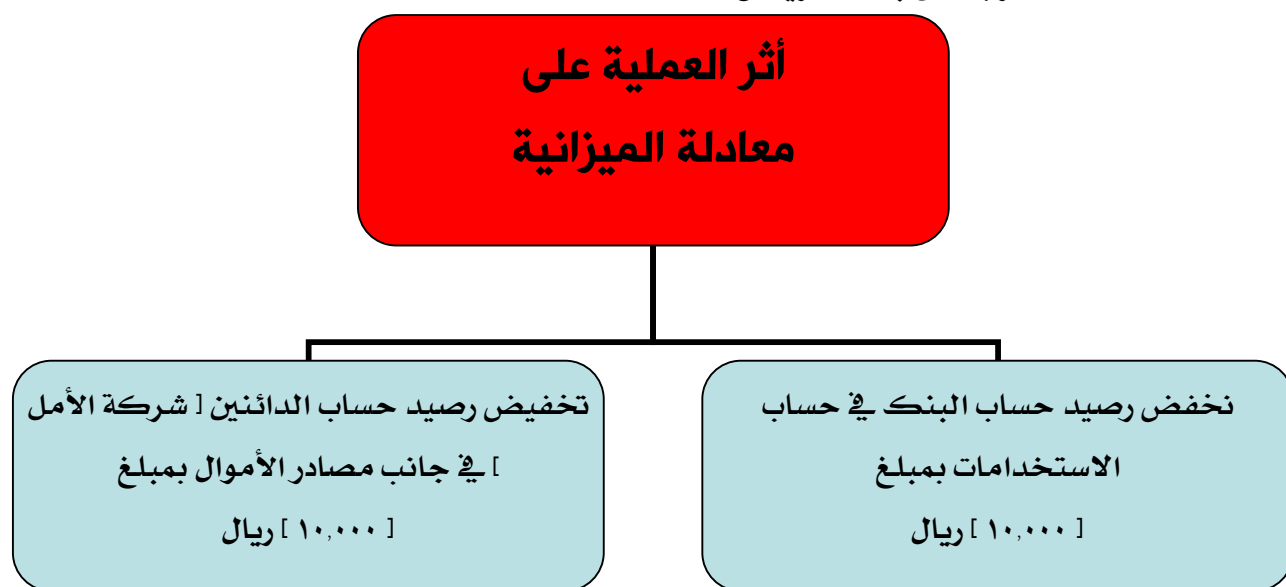 أثر العملية على
معادلة الميزانية
نخفض رصيد حساب البنك في حساب
الاستخدامات بمبلغ
[ ١٠,٠٠٠ ] ريال
تخفيض رصيد حساب الدائنين [ شركة الأمل
] في جانب مصادر الأموال بمبلغ
[ ١٠,٠٠٠ ] ريال